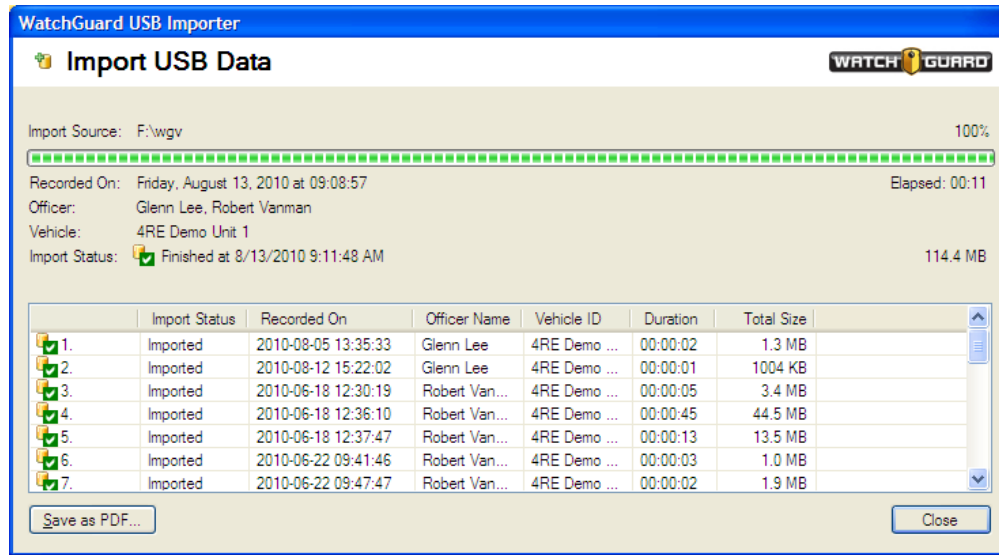 WatchGuard USB Importer
Import USB Data
WATCH GUARD
Import Source: F:\wgv 100%
Recorded On: Friday, August 13, 2010 at 09:08:57 Elapsed: 00:11
Officer: Glenn Lee, Robert Vanman
Vehicle: 4RE Demo Unit 1
Import Status: Finished at 8/13/2010 9:11:48 AM 114.4 MB
Import Status Recorded On Officer Name Vehicle ID Duration Total Size
1. Imported 2010-08-05 13:35:33 Glenn Lee 4RE Demo ... 00:00:02 1.3 MB
2. Imported 2010-08-12 15:22:02 Glenn Lee 4RE Demo ... 00:00:01 1004 KB
3. Imported 2010-06-18 12:30:19 Robert Van... 4RE Demo ... 00:00:05 3.4 MB
4. Imported 2010-06-18 12:36:10 Robert Van... 4RE Demo ... 00:00:45 44.5 MB
5. Imported 2010-06-18 12:37:47 Robert Van... 4RE Demo ... 00:00:13 13.5 MB
6. Imported 2010-06-22 09:41:46 Robert Van... 4RE Demo ... 00:00:03 1.0 MB
7. Imported 2010-06-22 09:47:47 Robert Van... 4RE Demo ... 00:00:02 1.9 MB
Save as PDF... Close